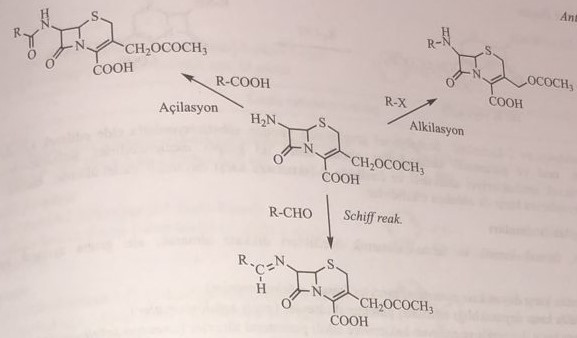 Ant
H
N
R
O
S
N
O
CH₂OCOCH₃
COOH
H
R-N
S
O
N
OCOCH₃
COOH
R-COOH
Açilasyon
R-X
Alkilasyon
H₂N
S
O
N
CH₂OCOCH₃
COOH
R-CHO
Schiff reak.
R
C=N
H
S
O
N
CH₂OCOCH₃
COOH